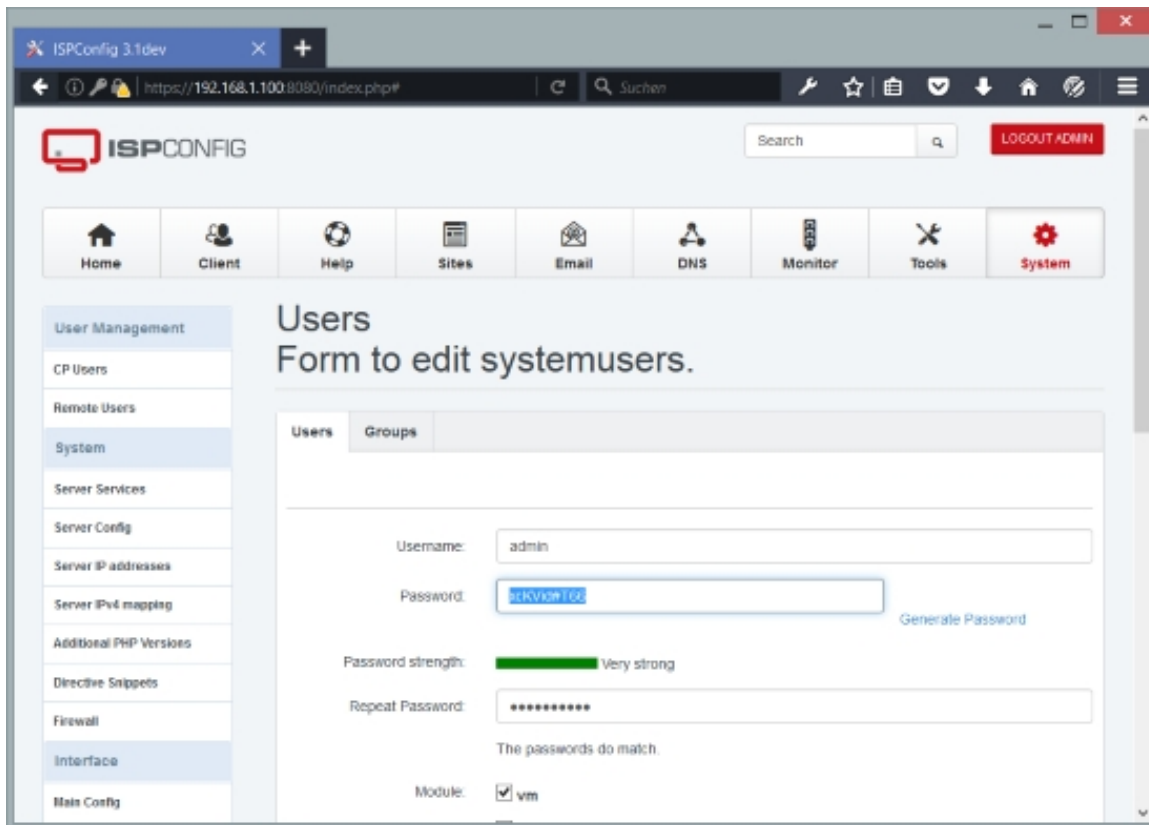 ISPConfig 3.1dev
https://192.168.1.100:8080/index.php#
Suchen
ISPCONFIG
Search
LOGOUT ADMIN
Home
Client
Help
Sites
Email
DNS
Monitor
Tools
System
User Management
CP Users
Remote Users
System
Server Services
Server Config
Server IP addresses
Server IPv4 mapping
Additional PHP Versions
Directive Snippets
Firewall
Interface
Main Config
Users
Form to edit systemusers.
Users
Groups
Username:
admin
Password:
Generate Password
Password strength:
Very strong
Repeat Password:
••••••••••
The passwords do match.
Module:
vm